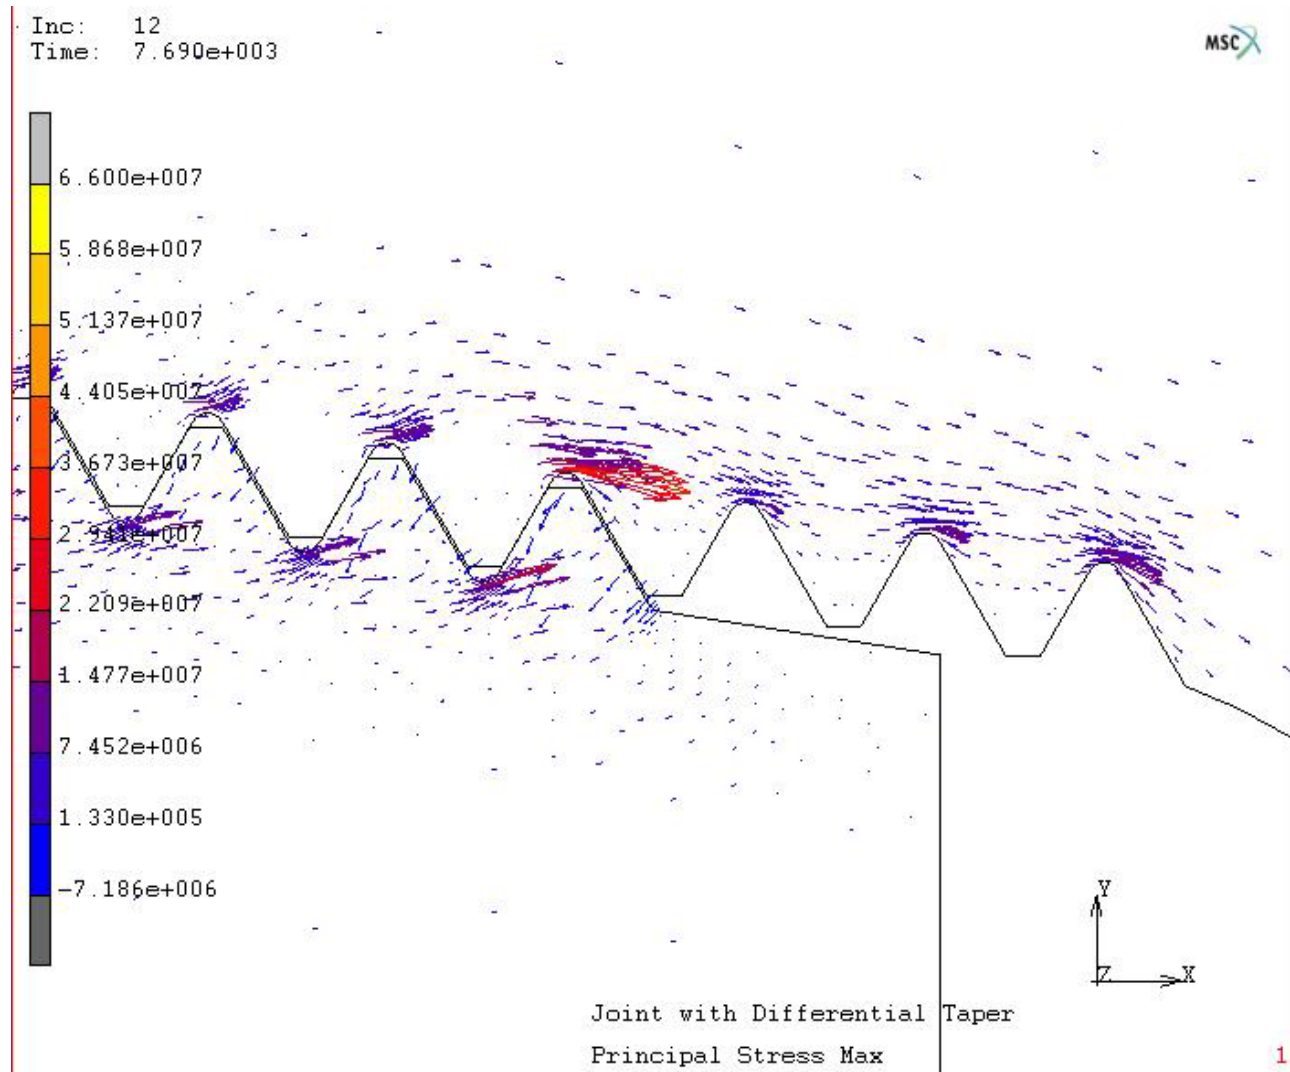 Inc: 12
Time: 7.690e+003
MSC
6.600e+007
5.868e+007
5.137e+007
4.405e+007
3.673e+007
2.941e+007
2.209e+007
1.477e+007
7.452e+006
1.330e+005
-7.186e+006
Y
Z X
Joint with Differential Taper
Principal Stress Max
1